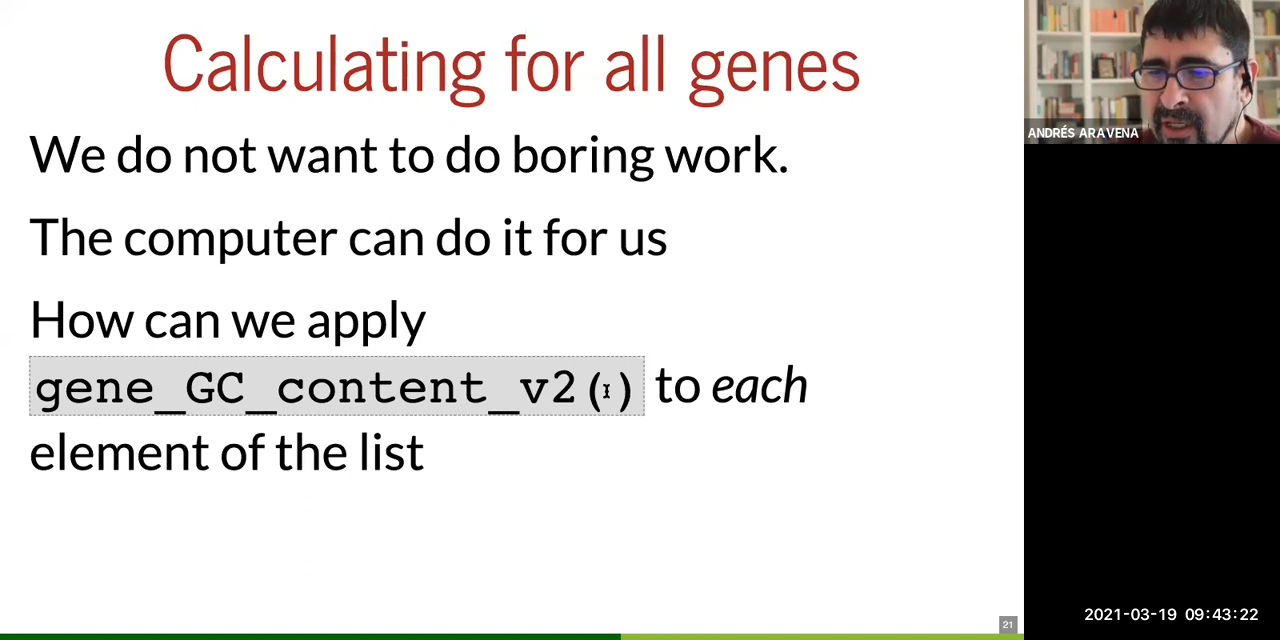 Calculating for all genes
We do not want to do boring work.
The computer can do it for us
How can we apply
gene_GC_content_v2() to each
element of the list
21
ANDRÉS ARAVENA
2021-03-19 09:43:22